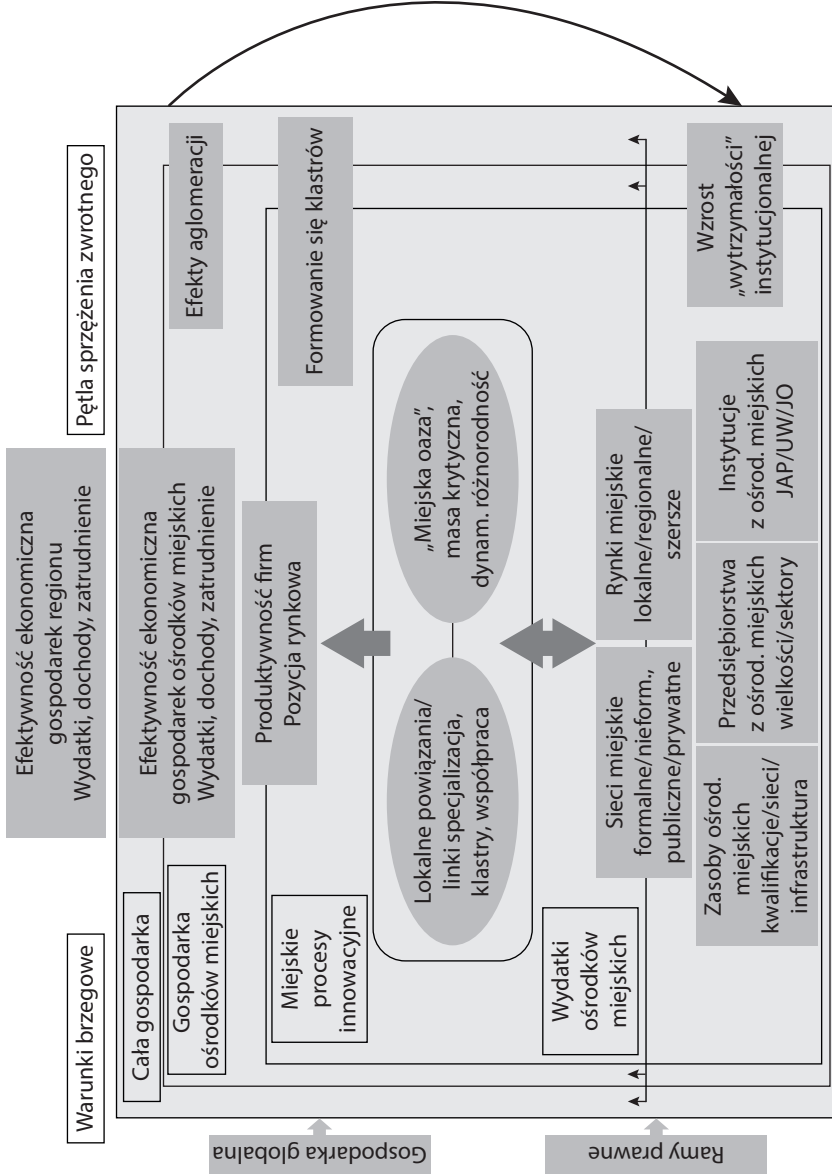 Warunki brzegowe
Pętla sprzężenia zwrotnego
Efektywność ekonomiczna
gospodarek regionu
Wydatki, dochody, zatrudnienie
Cała gospodarka
Gospodarka
ośrodków miejskich
Efektywność ekonomiczna
gospodarek ośrodków miejskich
Wydatki, dochody, zatrudnienie
Efekty aglomeracji
Gospodarka globalna
Miejskie
procesy
innowacyjne
Produktywność firm
Pozycja rynkowa
Formowanie się klastrów
Lokalne powiązania/
linki specjalizacja,
klastry, współpraca
„Miejska oaza”,
masa krytyczna,
dynam. różnorodność
Ramy prawne
Wydatki
ośrodków
miejskich
Sieci miejskie
formalne/nieform.,
publiczne/prywatne
Rynki miejskie
lokalne/regionalne/
szersze
Zasoby ośrod.
miejskich
kwalifikacje/sieci/
infrastruktura
Przedsiębiorstwa
z ośrod. miejskich
wielkości/sektory
Instytucje
z ośrod. miejskich
JAP/UW/JO
Wzrost
„wytrzymałości”
instytucjonalnej